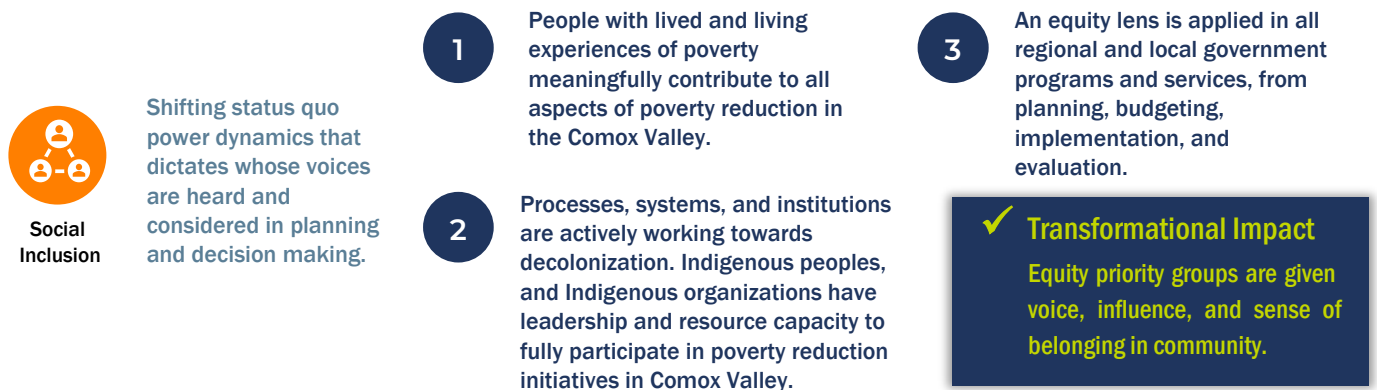 Social
Inclusion
Shifting status quo
power dynamics that
dictates whose voices
are heard and
considered in planning
and decision making.
1
People with lived and living
experiences of poverty
meaningfully contribute to all
aspects of poverty reduction in
the Comox Valley.
2
Processes, systems, and institutions
are actively working towards
decolonization. Indigenous peoples,
and Indigenous organizations have
leadership and resource capacity to
fully participate in poverty reduction
initiatives in Comox Valley.
3
An equity lens is applied in all
regional and local government
programs and services, from
planning, budgeting,
implementation, and
evaluation.
✓ Transformational Impact
Equity priority groups are given
voice, influence, and sense of
belonging in community.